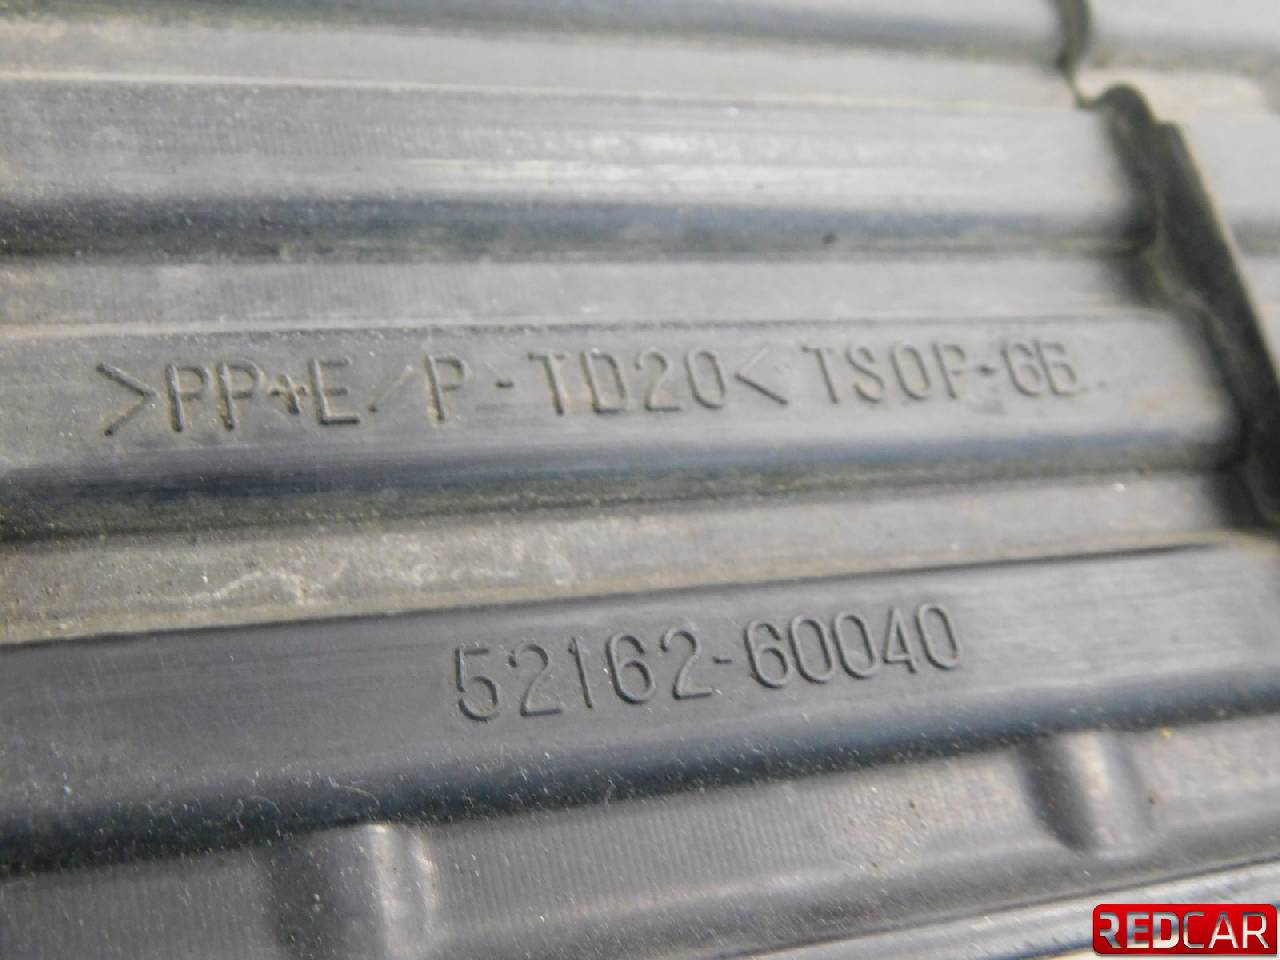 >PP+E/P-TD20< TSOP-6B
52162-60040
REDCAR